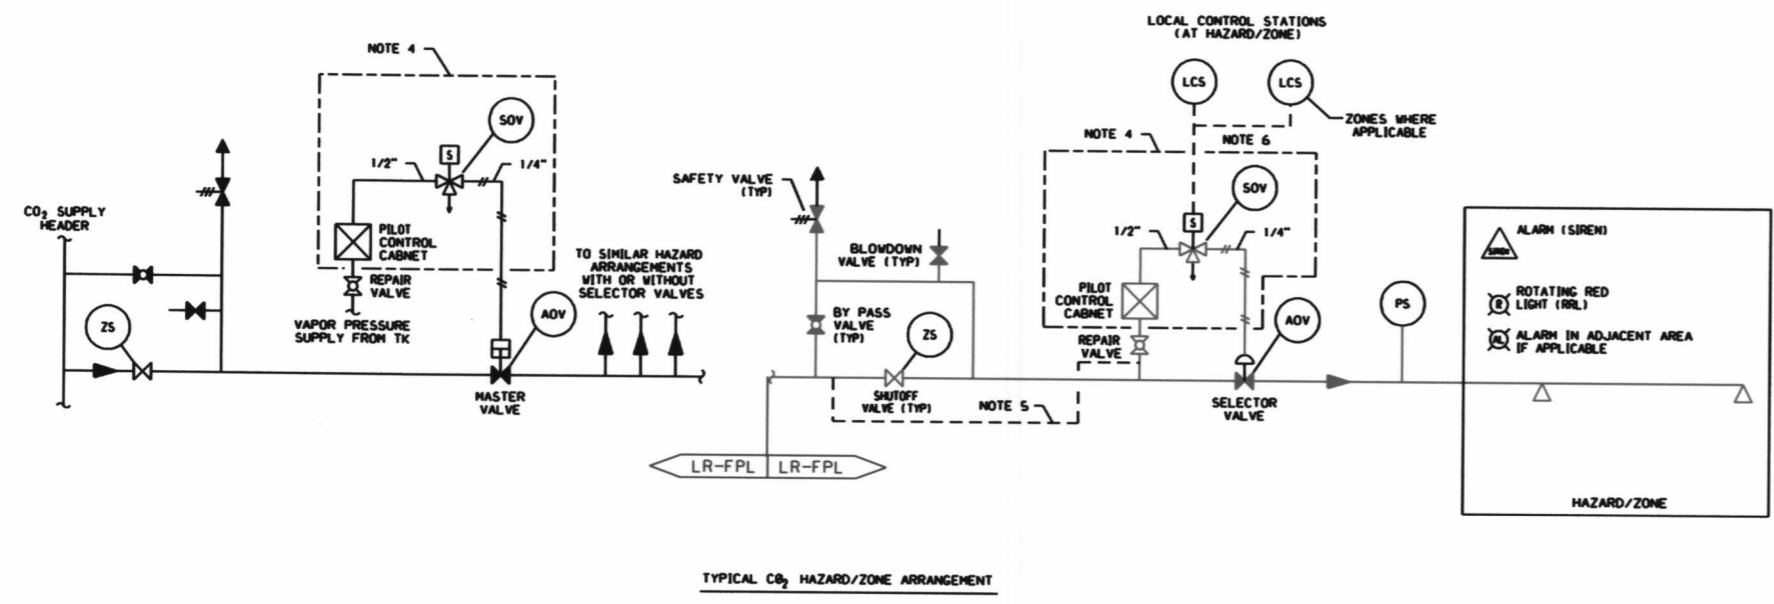 LOCAL CONTROL STATIONS
(AT HAZARD/ZONE)
NOTE 4
LCS
LCS
ZONES WHERE
APPLICABLE
SOV
S
1/2"
1/4"
NOTE 4
NOTE 6
SAFETY VALVE
(TYP)
SOV
S
CO2 SUPPLY
HEADER
PILOT
CONTROL
CABNET
1/2"
1/4"
ALARM (SIREN)
SIREN
BLOWDOWN
VALVE (TYP)
TO SIMILAR HAZARD
ARRANGEMENTS
WITH OR WITHOUT
SELECTOR VALVES
REPAIR
VALVE
PILOT
CONTROL
CABNET
ROTATING RED
LIGHT (RRL)
R
PS
ZS
AOV
VAPOR PRESSURE
SUPPLY FROM TK
BY PASS
VALVE
(TYP)
ZS
AOV
REPAIR
VALVE
ALARM IN ADJACENT AREA
IF APPLICABLE
AL
MASTER
VALVE
SHUTOFF
VALVE (TYP)
NOTE 5
SELECTOR
VALVE
LR-FPL
LR-FPL
HAZARD/ZONE
TYPICAL CO2 HAZARD/ZONE ARRANGEMENT